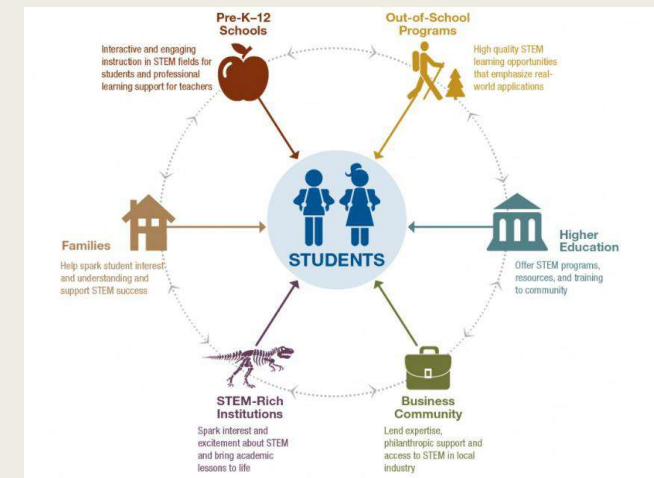 Pre-K–12
Schools
Interactive and engaging
instruction in STEM fields for
students and professional
learning support for teachers
Out-of-School
Programs
High quality STEM
learning opportunities
that emphasize real-
world applications
Families
Help spark student interest
and understanding and
support STEM success
STUDENTS
Higher
Education
Offer STEM programs,
resources, and training
to community
STEM-Rich
Institutions
Spark interest and
excitement about STEM
and bring academic
lessons to life
Business
Community
Lend expertise,
philanthropic support and
access to STEM in local
industry